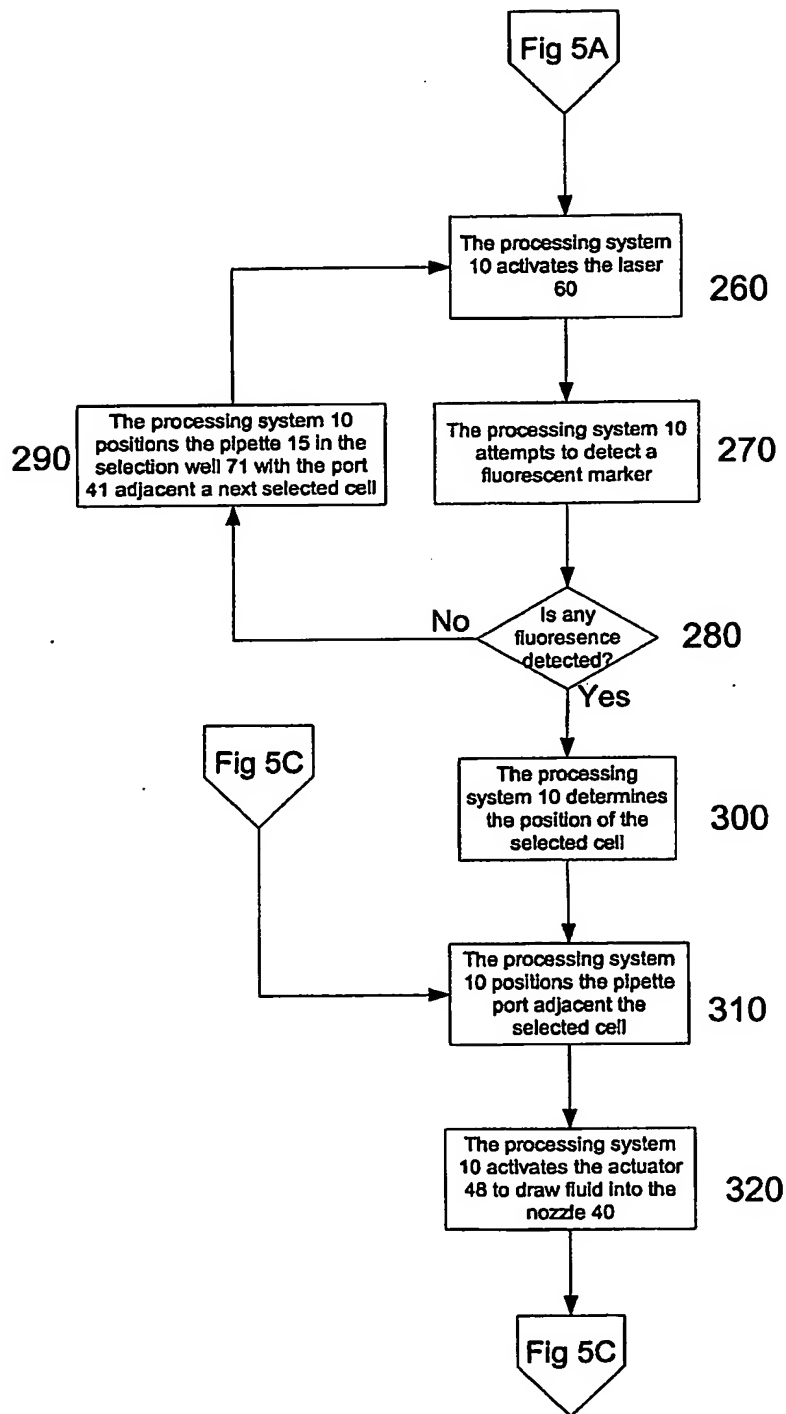 Fig 5A
The processing system
10 activates the laser
60
260
The processing system 10
attempts to detect a
fluorescent marker
270
290
The processing system 10
positions the pipette 15 in the
selection well 71 with the port
41 adjacent a next selected cell
Is any
fluoresence
detected?
280
No
Yes
Fig 5C
The processing
system 10 determines
the position of the
selected cell
300
The processing system
10 positions the pipette
port adjacent the
selected cell
310
The processing system
10 activates the actuator
48 to draw fluid into the
nozzle 40
320
Fig 5C